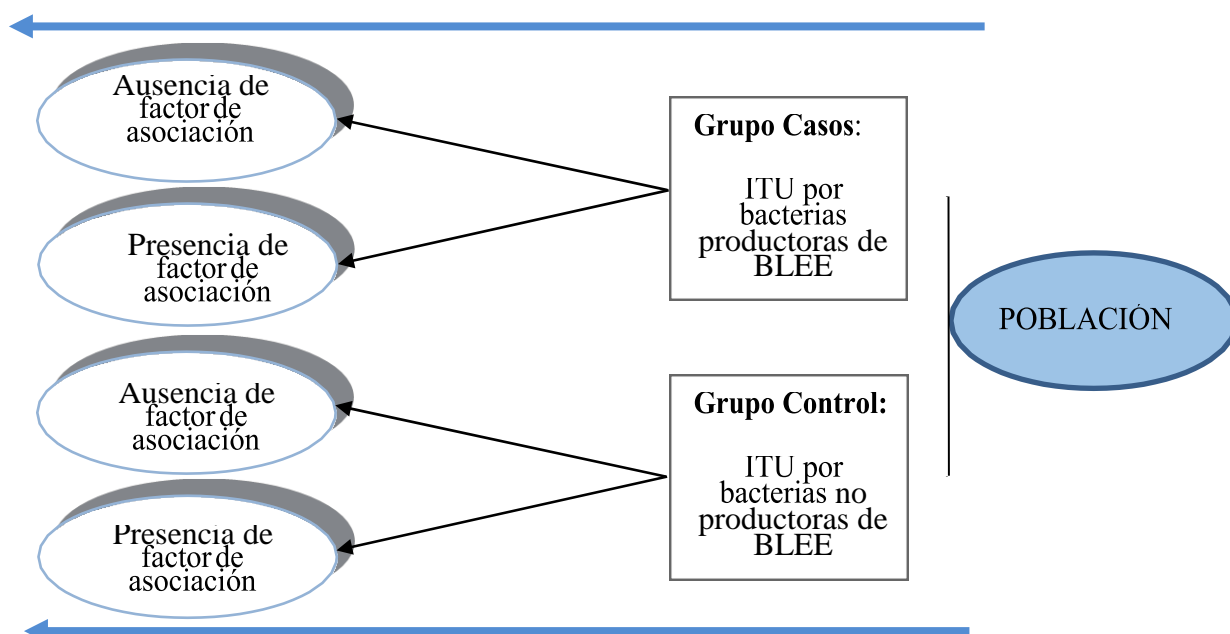 Ausencia de
factor de
asociación
Presencia de
factor de
asociación
Ausencia de
factor de
asociación
Presencia de
factor de
asociación
Grupo Casos:
ITU por
bacterias
productoras de
BLEE
Grupo Control:
ITU por
bacterias no
productoras de
BLEE
POBLACIÓN